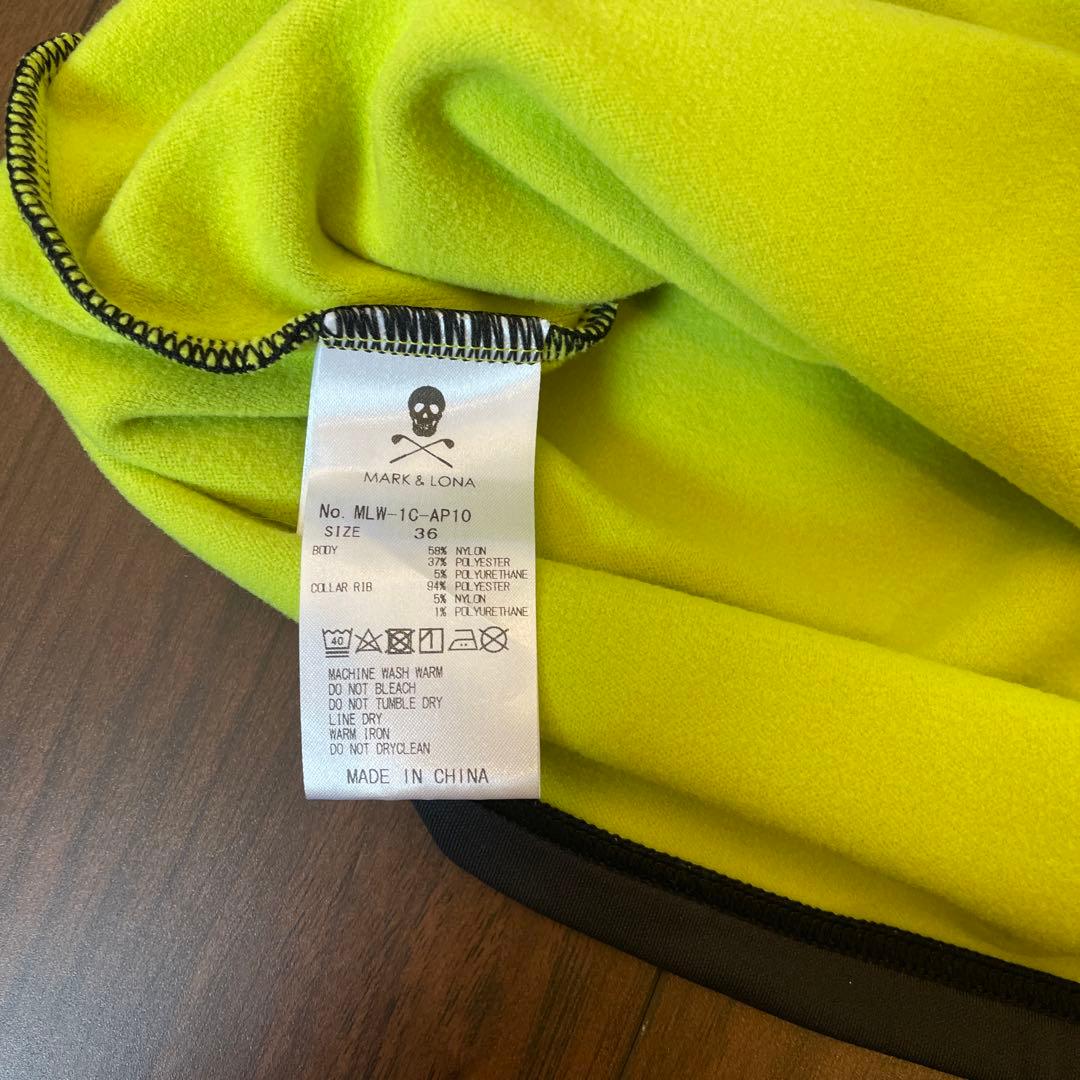 MARK & LONA
No. MLW-1C-AP10
SIZE 36
BODY 58% NYLON
37% POLYESTER
5% POLYURETHANE
COLLAR RIB 94% POLYESTER
5% NYLON
1% POLYURETHANE
40
MACHINE WASH WARM
DO NOT BLEACH
DO NOT TUMBLE DRY
LINE DRY
WARM IRON
DO NOT DRYCLEAN
MADE IN CHINA